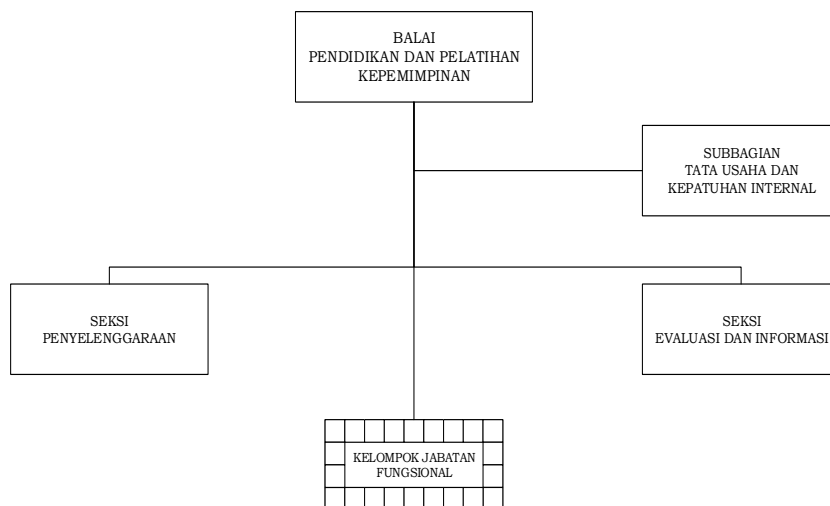 BALAI
PENDIDIKAN DAN PELATIHAN
KEPEMIMPINAN
SUBBAGIAN
TATA USAHA DAN
KEPATUHAN INTERNAL
SEKSI
PENYELENGGARAAN
SEKSI
EVALUASI DAN INFORMASI
KELOMPOK JABATAN
FUNGSIONAL